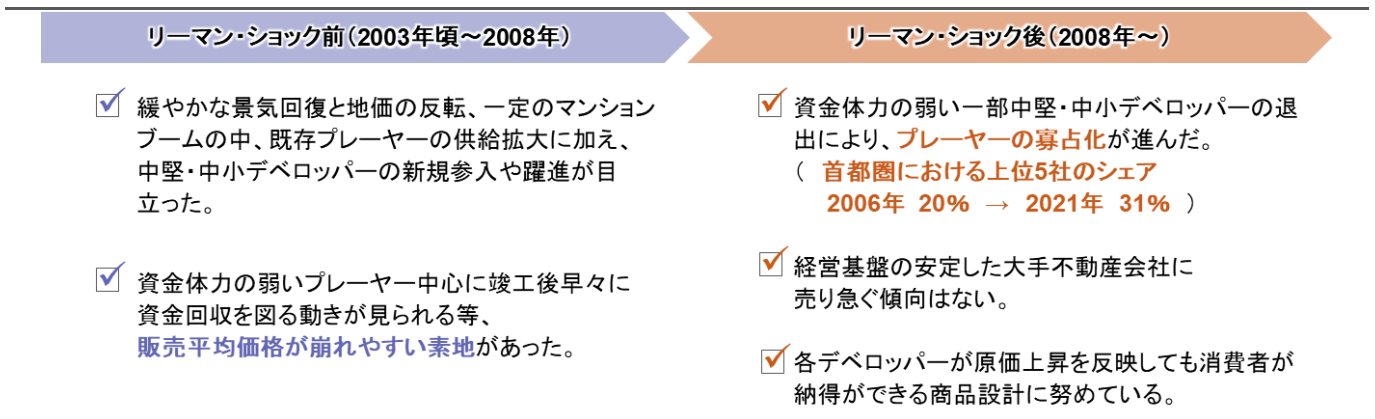 リーマン・ショック前（2003年頃～2008年）
緩やかな景気回復と地価の反転、一定のマンション
ブームの中、既存プレーヤーの供給拡大に加え、
中堅・中小デベロッパーの新規参入や躍進が目
立った。
資金体力の弱いプレーヤー中心に竣工後早々に
資金回収を図る動きが見られる等、
販売平均価格が崩れやすい素地があった。
リーマン・ショック後（2008年～）
資金体力の弱い一部中堅・中小デベロッパーの退
出により、プレーヤーの寡占化が進んだ。
（ 首都圏における上位5社のシェア
2006年 20% → 2021年 31% ）
経営基盤の安定した大手不動産会社に
売り急ぐ傾向はない。
各デベロッパーが原価上昇を反映しても消費者が
納得ができる商品設計に努めている。